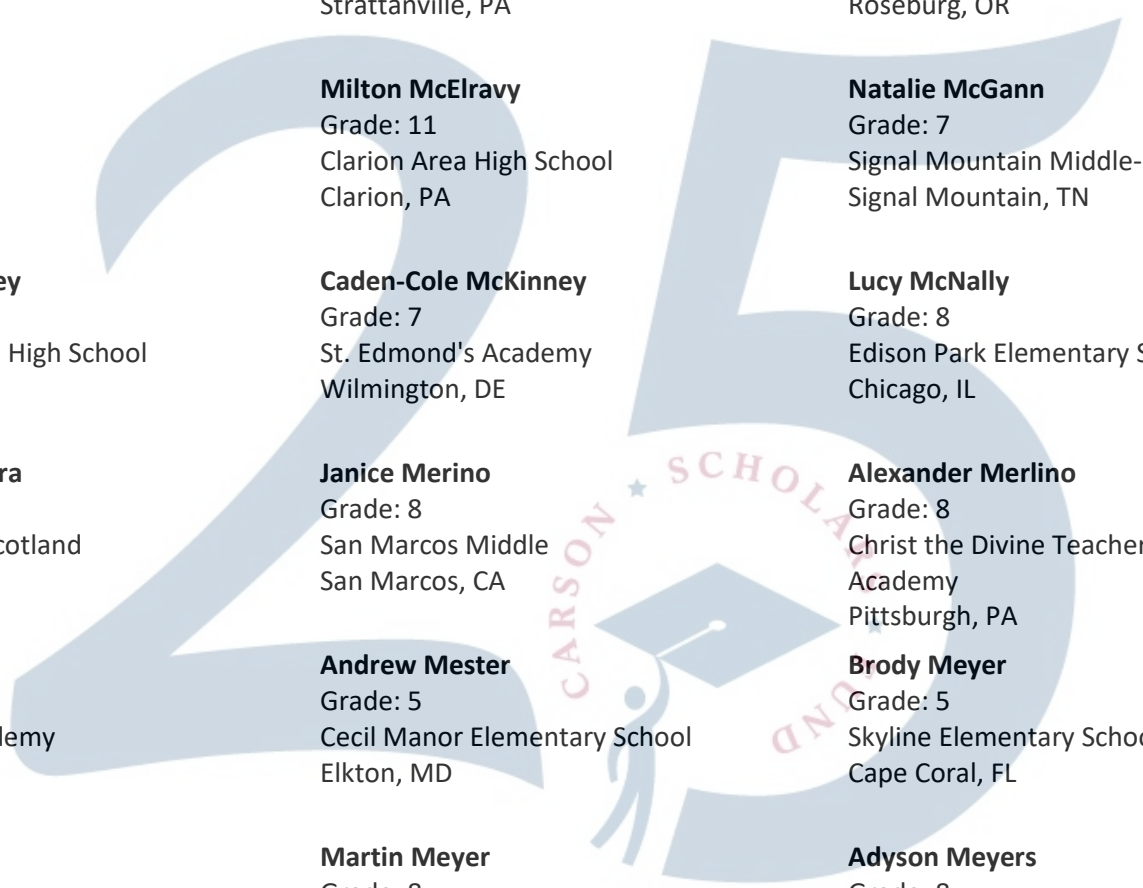 Strattanville, PA
Roseburg, OR
Milton McElravy
Grade: 11
Clarion Area High School
Clarion, PA
Natalie McGann
Grade: 7
Signal Mountain Middle-
Signal Mountain, TN
ey
High School
Caden-Cole McKinney
Grade: 7
St. Edmond's Academy
Wilmington, DE
Lucy McNally
Grade: 8
Edison Park Elementary S
Chicago, IL
ra
cotland
Janice Merino
Grade: 8
San Marcos Middle
San Marcos, CA
Alexander Merlino
Grade: 8
Christ the Divine Teacher
Academy
Pittsburgh, PA
demy
Andrew Mester
Grade: 5
Cecil Manor Elementary School
Elkton, MD
Brody Meyer
Grade: 5
Skyline Elementary Schoo
Cape Coral, FL
Martin Meyer
Grade: 8
Adyson Meyers
Grade: 8
25
CARSON SCHOLARS FUND